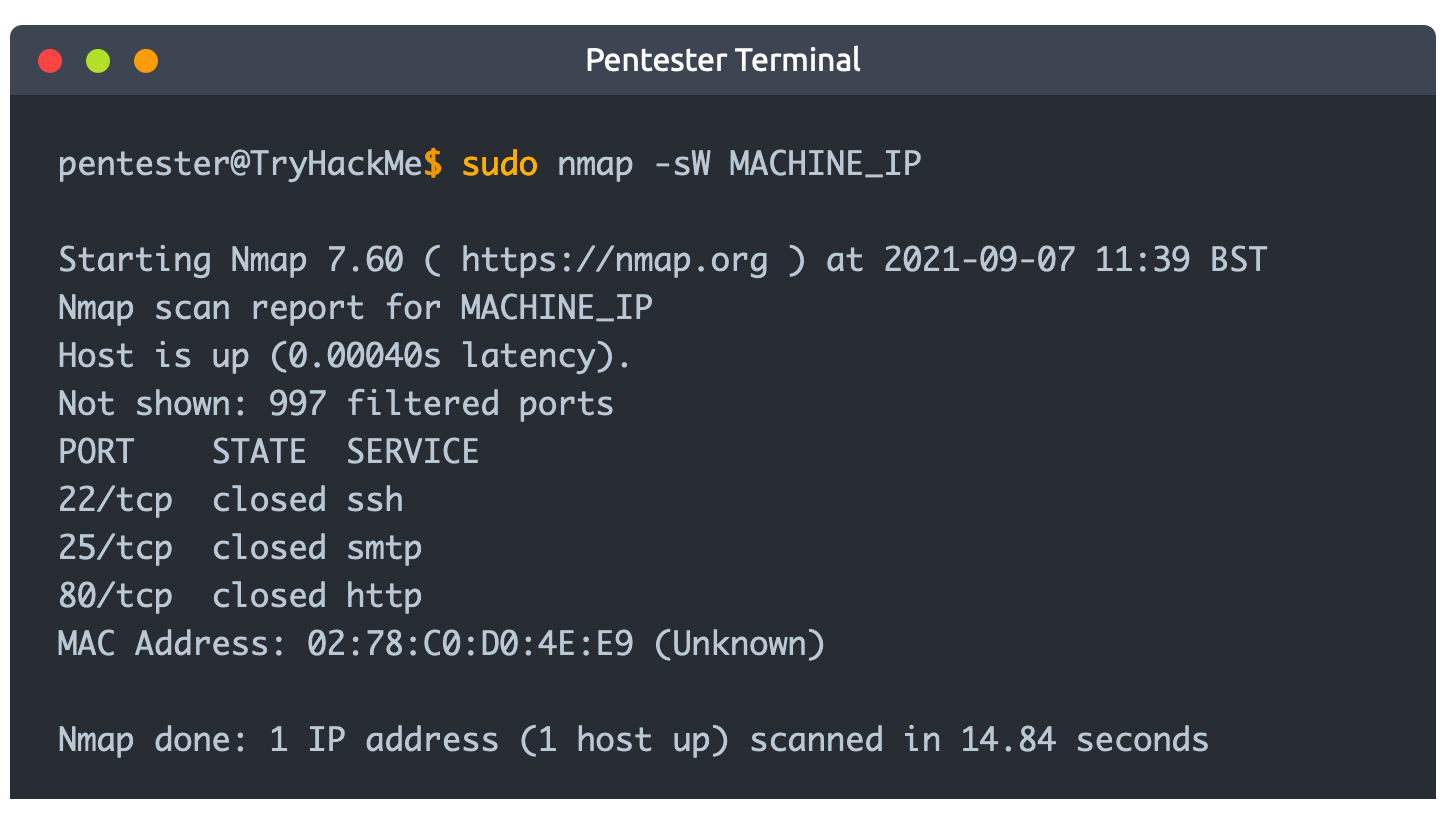 Pentester Terminal
pentester@TryHackMe$ sudo nmap -sW MACHINE_IP
Starting Nmap 7.60 ( https://nmap.org ) at 2021-09-07 11:39 BST
Nmap scan report for MACHINE_IP
Host is up (0.00040s latency).
Not shown: 997 filtered ports
PORT    STATE  SERVICE
22/tcp  closed ssh
25/tcp  closed smtp
80/tcp  closed http
MAC Address: 02:78:C0:D0:4E:E9 (Unknown)
Nmap done: 1 IP address (1 host up) scanned in 14.84 seconds